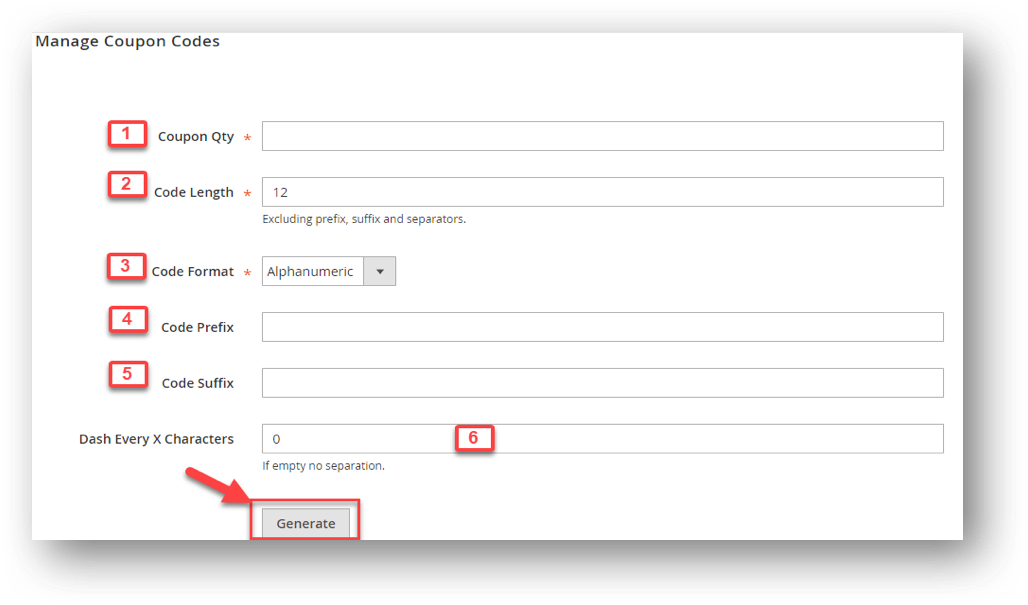 Manage Coupon Codes
1 Coupon Qty *
2 Code Length * 12
Excluding prefix, suffix and separators.
3 Code Format * Alphanumeric
4 Code Prefix
5 Code Suffix
Dash Every X Characters 0 6
If empty no separation.
Generate